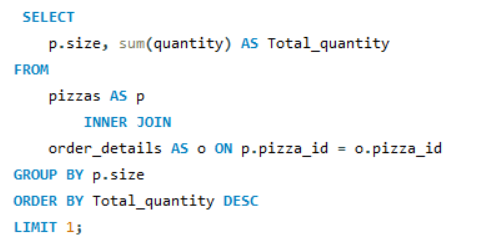 SELECT
p.size, sum(quantity) AS Total_quantity
FROM
pizzas AS p
INNER JOIN
order_details AS o ON p.pizza_id = o.pizza_id
GROUP BY p.size
ORDER BY Total_quantity DESC
LIMIT 1;